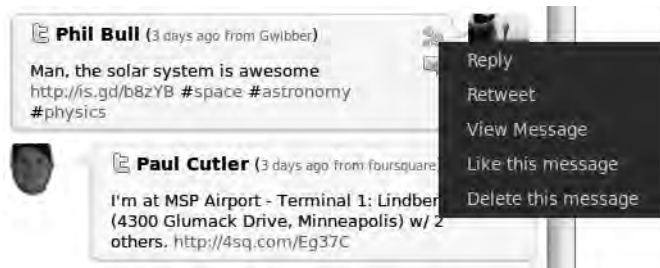 Phil Bull (3 days ago from Gwibber)
Man, the solar system is awesome
http://is.gd/b8zYB #space #astronomy
#physics
Reply
Retweet
View Message
Like this message
Delete this message
Paul Cutler (3 days ago from foursquare
I'm at MSP Airport - Terminal 1:
(4300 Glumack Drive, Minneapolis) w/ 2
others. http://4sq.com/Eg37C